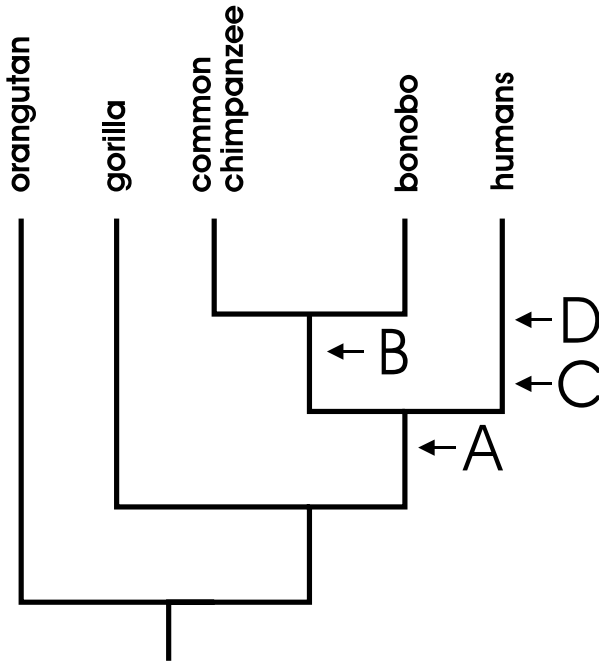 orangutan
gorilla
common
chimpanzee
bonobo
humans
D
B
C
A